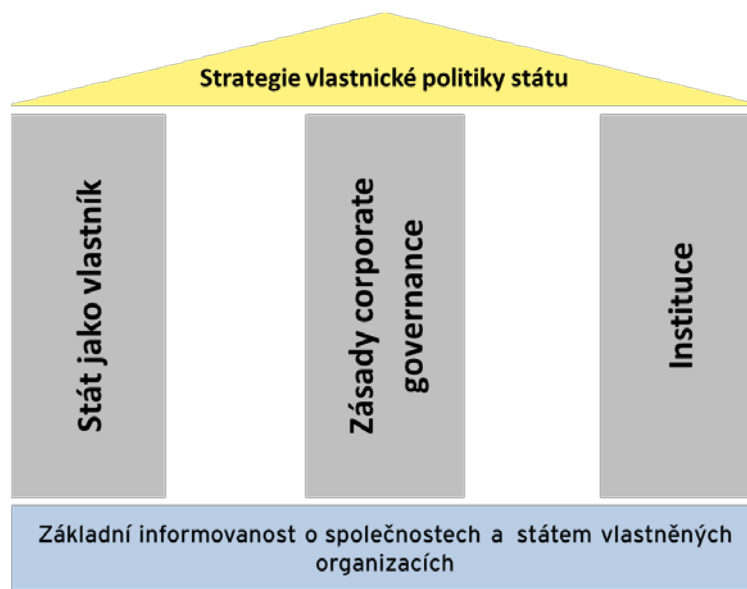 Strategie vlastnické politiky státu
Stát jako vlastník
Zásady corporate
governance
Instituce
Základní informovanost o společnostech a státem vlastněných
organizacích